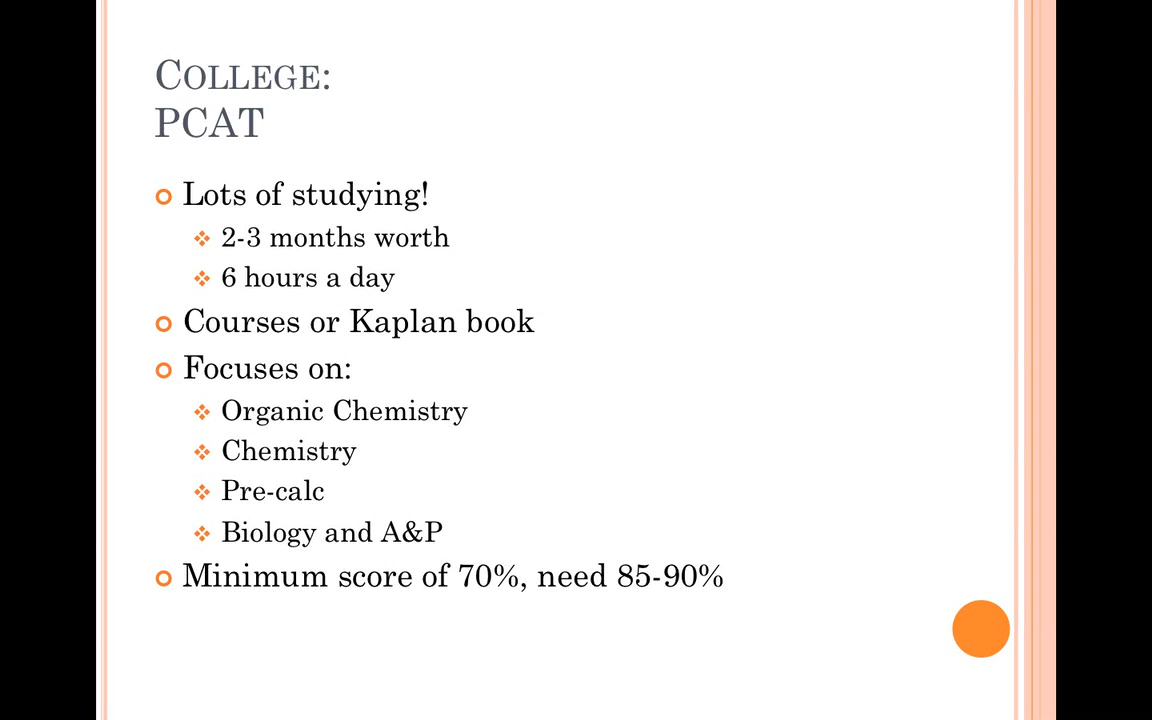 COLLEGE:
PCAT
Lots of studying!
2-3 months worth
6 hours a day
Courses or Kaplan book
Focuses on:
Organic Chemistry
Chemistry
Pre-calc
Biology and A&P
Minimum score of 70%, need 85-90%